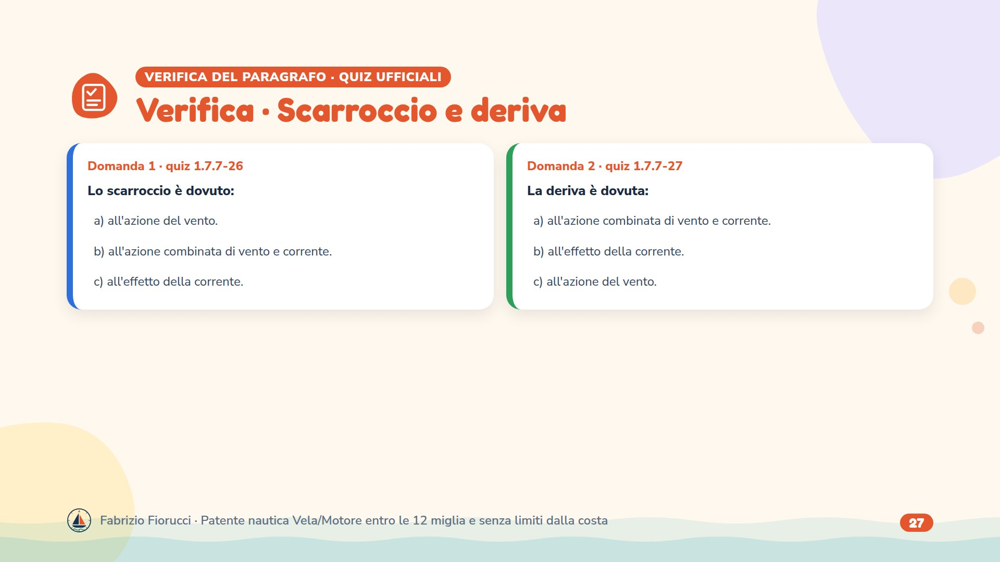 VERIFICA DEL PARAGRAFO · QUIZ UFFICIALI
Verifica · Scarroccio e deriva
Domanda 1 · quiz 1.7.7-26
Lo scarroccio è dovuto:
a) all'azione del vento.
b) all'azione combinata di vento e corrente.
c) all'effetto della corrente.
Domanda 2 · quiz 1.7.7-27
La deriva è dovuta:
a) all'azione combinata di vento e corrente.
b) all'effetto della corrente.
c) all'azione del vento.
Fabrizio Fiorucci · Patente nautica Vela/Motore entro le 12 miglia e senza limiti dalla costa
27